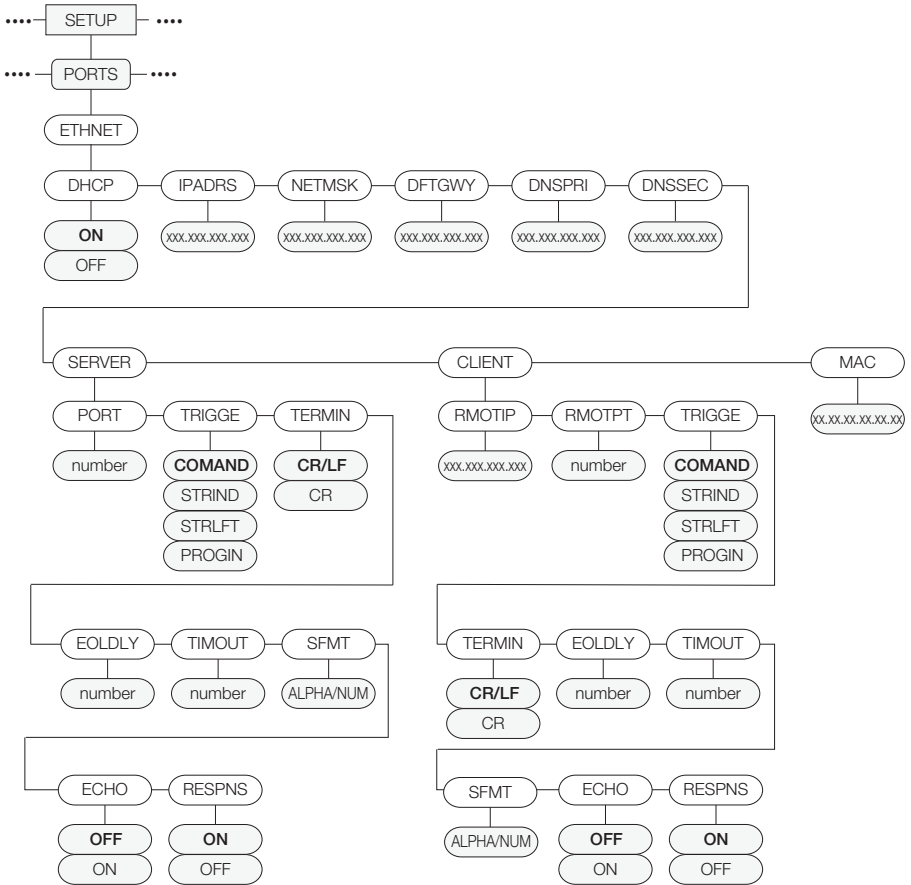 •••• SETUP ••••
•••• PORTS ••••
ETHNET
DHCP IPADRS NETMSK DFTGWY DNSPRI DNSSEC
ON xxx.xxx.xxx.xxx xxx.xxx.xxx.xxx xxx.xxx.xxx.xxx xxx.xxx.xxx.xxx xxx.xxx.xxx.xxx
OFF
SERVER CLIENT MAC
PORT TRIGGE TERMIN RMOTIP RMOTPT TRIGGE xx.xx.xx.xx.xx.xx
number COMAND CR/LF xxx.xxx.xxx.xxx number COMAND
STRIND CR STRIND
STRLFT STRLFT
PROGIN PROGIN
EOLDLY TIMOUT SFMT TERMIN EOLDLY TIMOUT
number number ALPHA/NUM CR/LF number number
CR
ECHO RESPNS SFMT ECHO RESPNS
OFF ON ALPHA/NUM OFF ON
ON OFF ON OFF